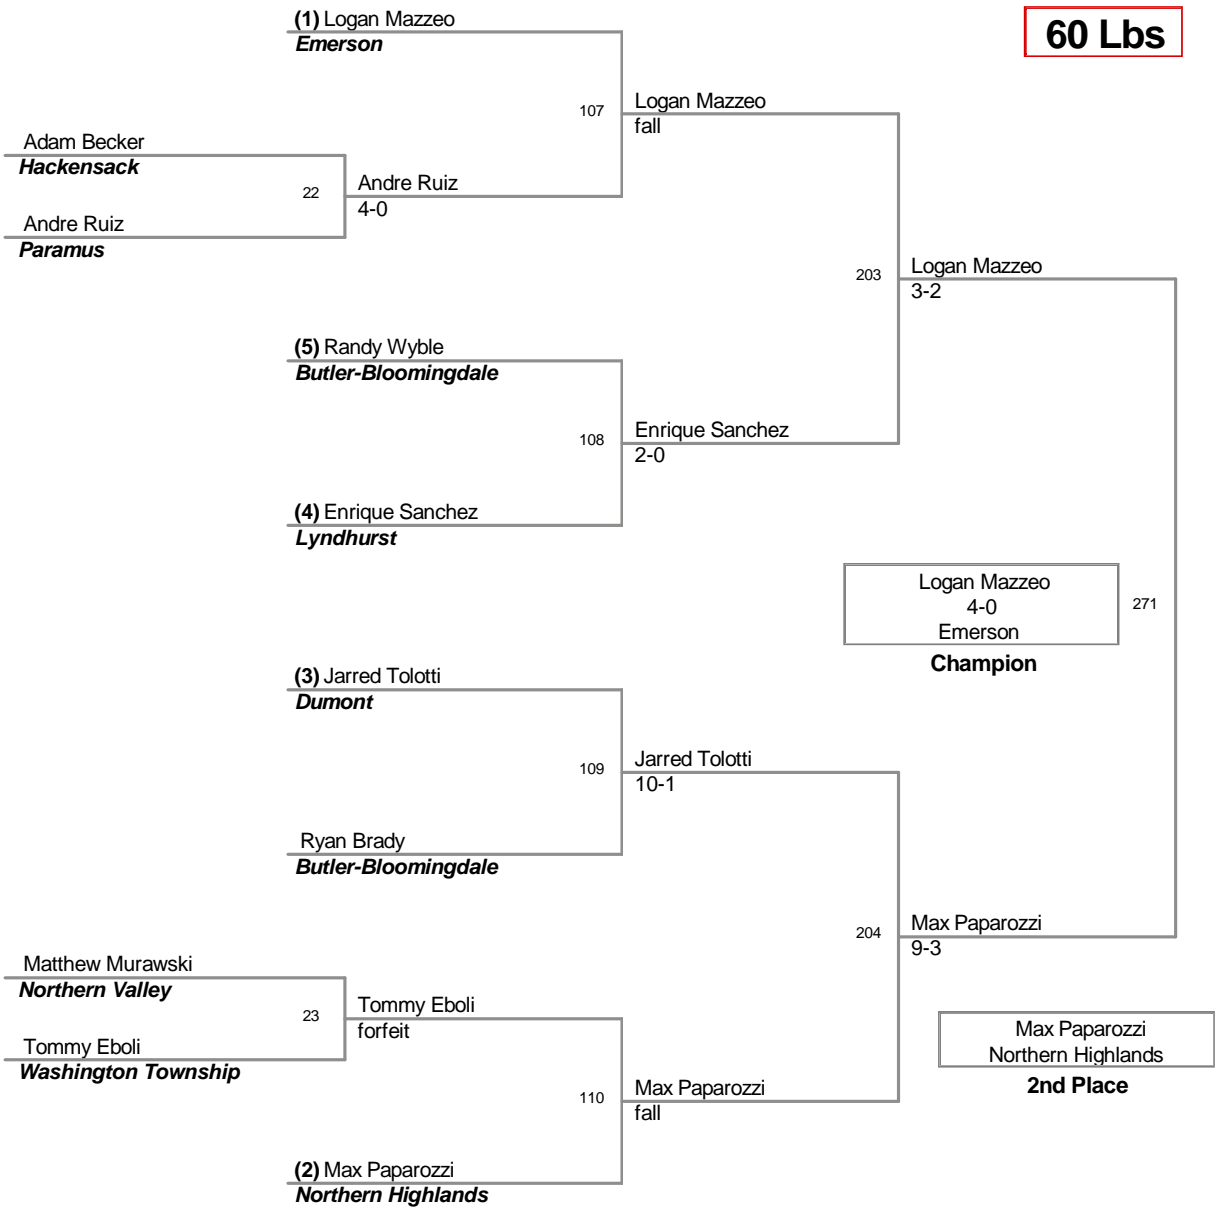 (1) Logan Mazzeo
Emerson
60 Lbs
107
Logan Mazzeo
fall
Adam Becker
Hackensack
22
Andre Ruiz
4-0
Andre Ruiz
Paramus
203
Logan Mazzeo
3-2
(5) Randy Wyble
Butler-Bloomingdale
108
Enrique Sanchez
2-0
(4) Enrique Sanchez
Lyndhurst
Logan Mazzeo
4-0
Emerson
271
Champion
(3) Jarred Tolotti
Dumont
109
Jarred Tolotti
10-1
Ryan Brady
Butler-Bloomingdale
204
Max Paparozzi
9-3
Matthew Murawski
Northern Valley
23
Tommy Eboli
forfeit
Tommy Eboli
Washington Township
Max Paparozzi
Northern Highlands
2nd Place
110
Max Paparozzi
fall
(2) Max Paparozzi
Northern Highlands